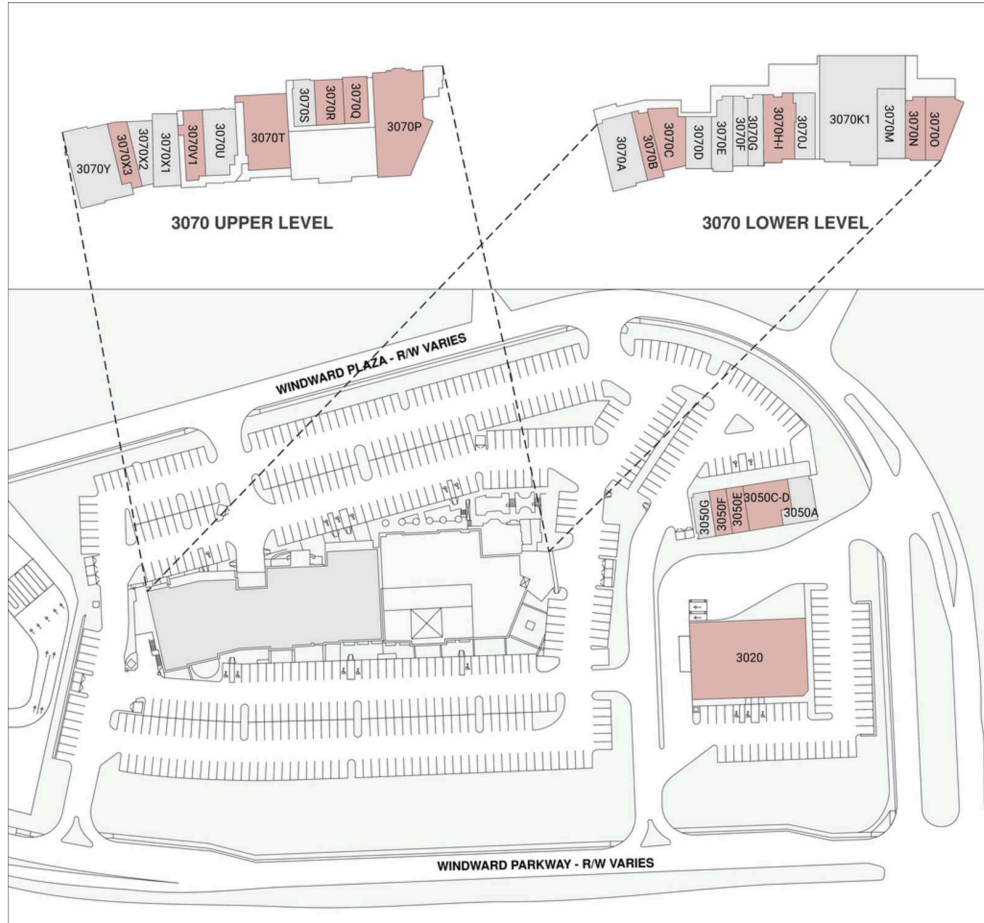 3070Y
3070X3
3070X2
3070X1
3070V1
3070U
3070T
3070S
3070R
3070Q
3070P
3070 UPPER LEVEL
3070A
3070B
3070C
3070D
3070E
3070F
3070G
3070H-I
3070J
3070K1
3070M
3070N
3070O
3070 LOWER LEVEL
WINDWARD PLAZA - R/W VARIES
3050G
3050F
3050E
3050C-D
3050A
3020
WINDWARD PARKWAY - R/W VARIES